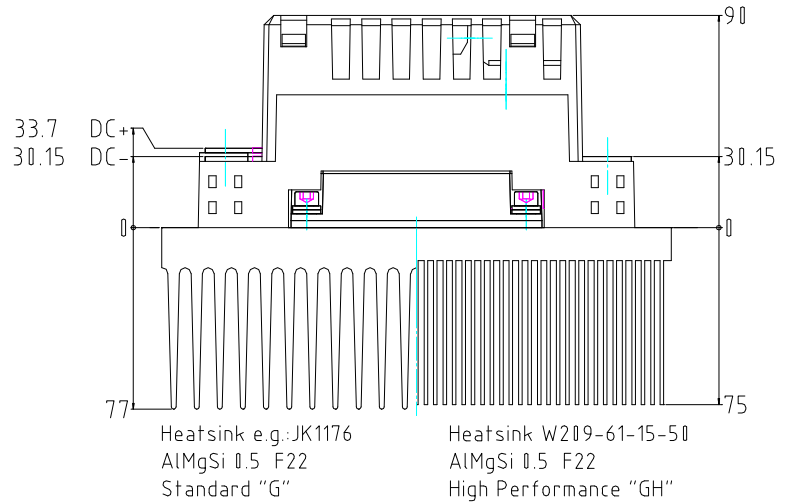 90
33.7 DC+
30.15 DC-
30.15
0
0
77
75
Heatsink e.g.:JK1176
AlMgSi 0.5 F22
Standard "G"
Heatsink W209-61-15-50
AlMgSi 0.5 F22
High Performance "GH"